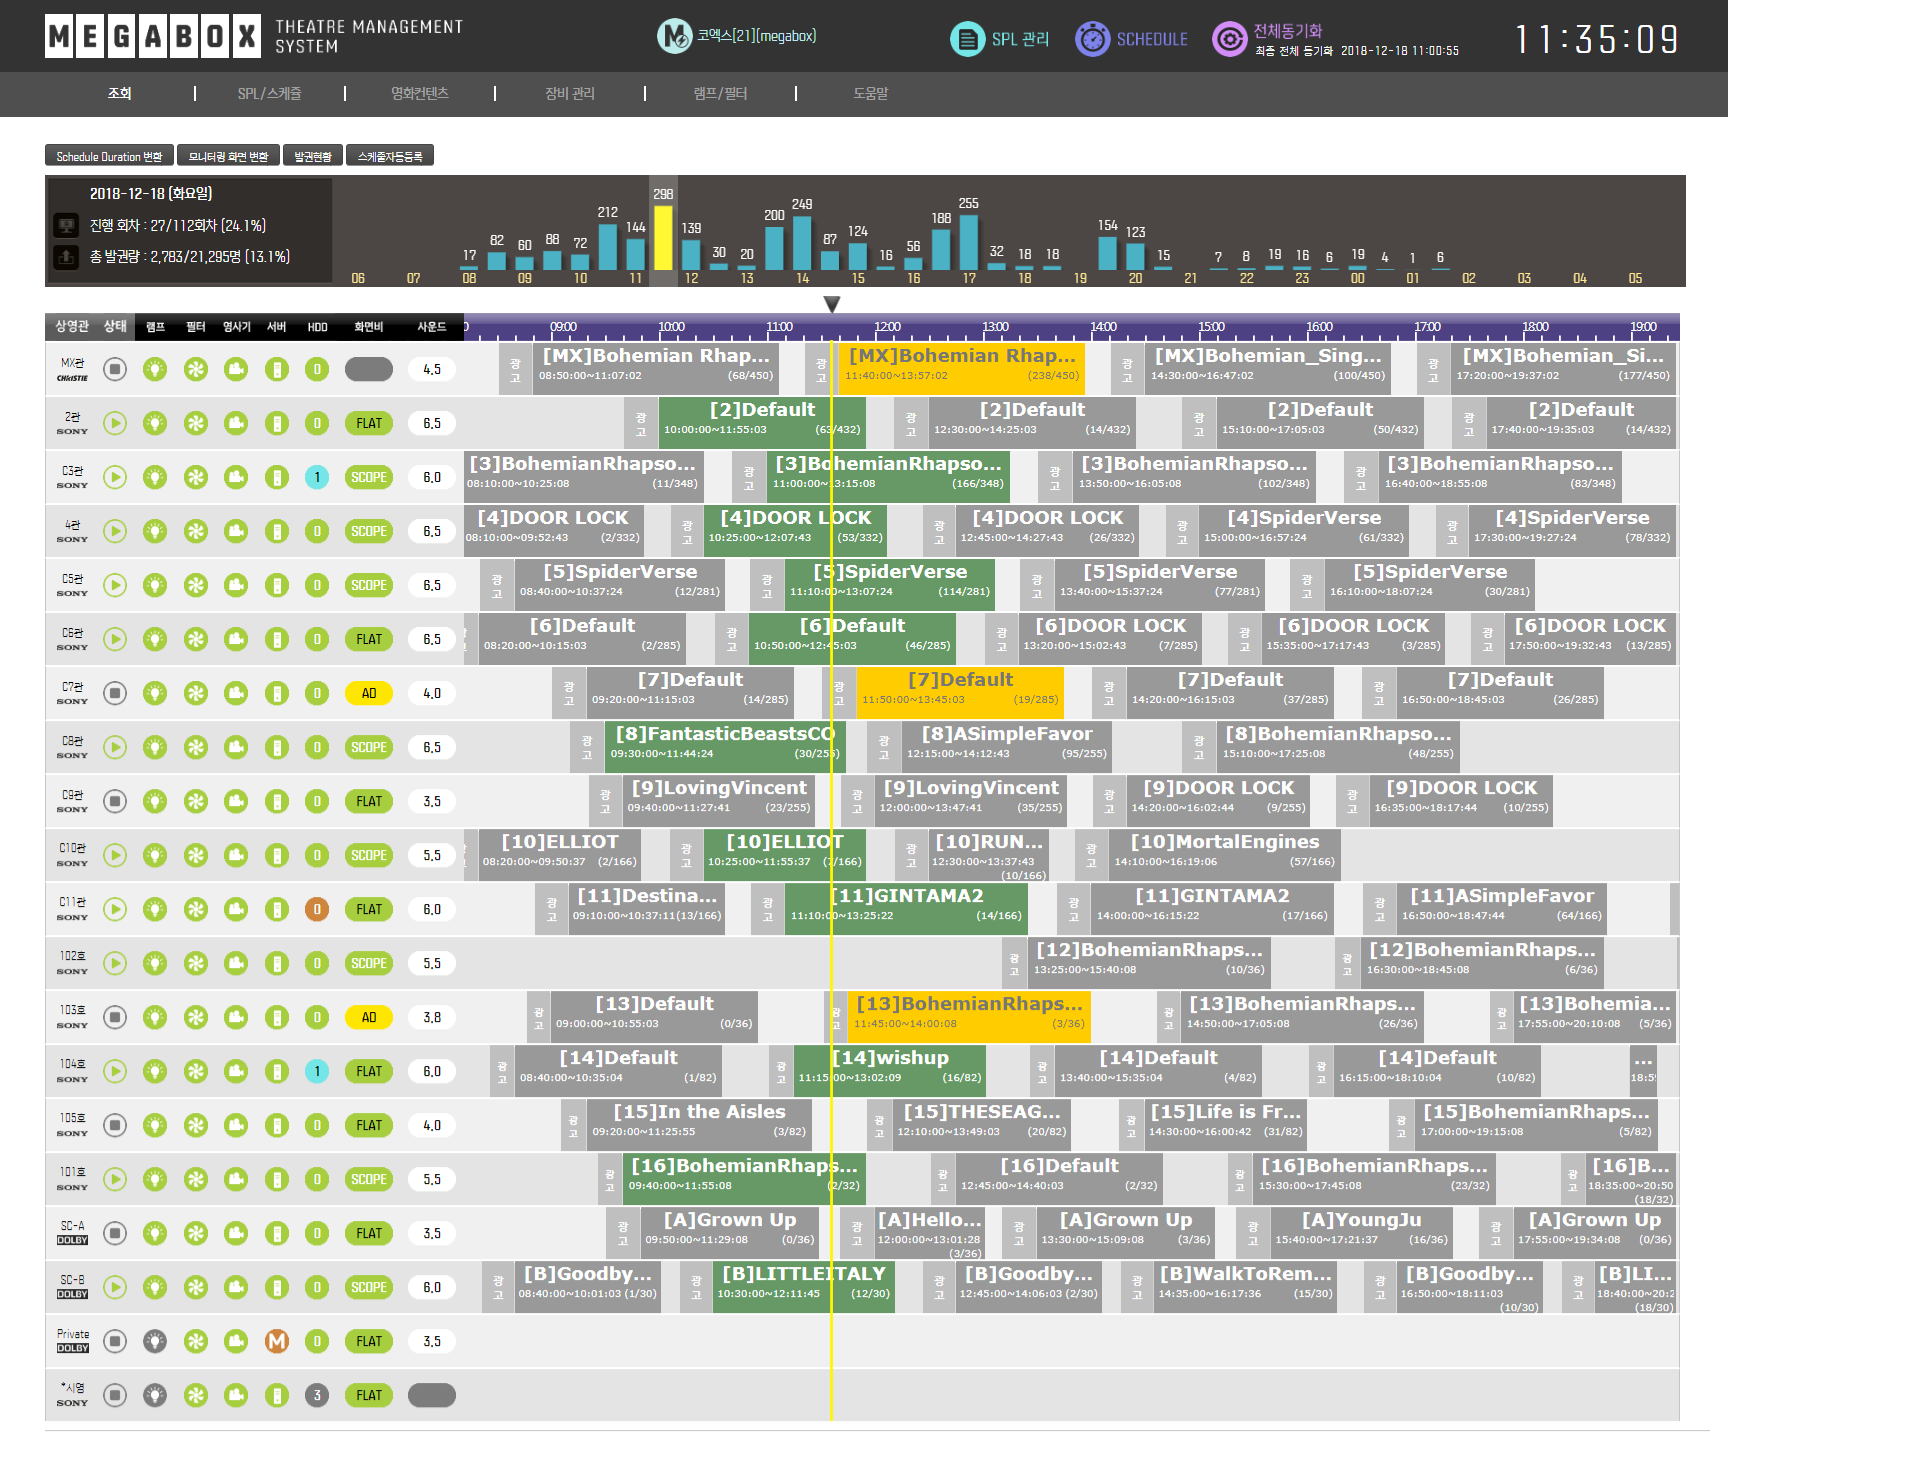 MEGABOX THEATRE MANAGEMENT SYSTEM
코엑스[21](megabox)
SPL 관리
SCHEDULE
전체동기화
최종 전체 동기화 2018-12-18 11:00:55
11:35:09
조회 | SPL/스케쥴 | 영화컨텐츠 | 장비 관리 | 램프/필터 | 도움말
Schedule Duration 변환 모니터링 화면 변환 발권현황 스케줄자동등록
2018-12-18 (화요일)
진행 회차 : 27/112회차 (24.1%)
총 발권량 : 2,783/21,295명 (13.1%)
17 82 60 88 72 212 144 298 139 30 20 200 249 87 124 16 56 188 255 32 18 18 154 123 15 7 8 19 16 6 19 4 1 6
06 07 08 09 10 11 12 13 14 15 16 17 18 19 20 21 22 23 00 01 02 03 04 05
상영관 상태 램프 필터 영사기 서버 HDD 화면비 사운드 0 09:00 10:00 11:00 12:00 13:00 14:00 15:00 16:00 17:00 18:00 19:00
MX관 CHRISTIE 0 4.5
광고 [MX]Bohemian Rhap... 08:50:00~11:07:02 (68/450)
광고 [MX]Bohemian Rhap... 11:40:00~13:57:02 (238/450)
광고 [MX]Bohemian_Sing... 14:30:00~16:47:02 (100/450)
광고 [MX]Bohemian_Si... 17:20:00~19:37:02 (177/450)
2관 SONY 0 FLAT 6.5
광고 [2]Default 10:00:00~11:55:03 (63/432)
광고 [2]Default 12:30:00~14:25:03 (14/432)
광고 [2]Default 15:10:00~17:05:03 (50/432)
광고 [2]Default 17:40:00~19:35:03 (14/432)
C3관 SONY 1 SCOPE 6.0
[3]BohemianRhapso... 08:10:00~10:25:08 (11/348)
광고 [3]BohemianRhapso... 11:00:00~13:15:08 (166/348)
광고 [3]BohemianRhapso... 13:50:00~16:05:08 (102/348)
광고 [3]BohemianRhapso... 16:40:00~18:55:08 (83/348)
4관 SONY 0 SCOPE 6.5
[4]DOOR LOCK 08:10:00~09:52:43 (2/332)
광고 [4]DOOR LOCK 10:25:00~12:07:43 (53/332)
광고 [4]DOOR LOCK 12:45:00~14:27:43 (26/332)
광고 [4]SpiderVerse 15:00:00~16:57:24 (61/332)
광고 [4]SpiderVerse 17:30:00~19:27:24 (78/332)
C5관 SONY 0 SCOPE 6.5
광고 [5]SpiderVerse 08:40:00~10:37:24 (12/281)
광고 [5]SpiderVerse 11:10:00~13:07:24 (114/281)
광고 [5]SpiderVerse 13:40:00~15:37:24 (77/281)
광고 [5]SpiderVerse 16:10:00~18:07:24 (30/281)
C6관 SONY 0 FLAT 6.5
[6]Default 08:20:00~10:15:03 (2/285)
광고 [6]Default 10:50:00~12:45:03 (46/285)
광고 [6]DOOR LOCK 13:20:00~15:02:43 (7/285)
광고 [6]DOOR LOCK 15:35:00~17:17:43 (3/285)
광고 [6]DOOR LOCK 17:50:00~19:32:43 (13/285)
C7관 SONY 0 AD 4.0
광고 [7]Default 09:20:00~11:15:03 (14/285)
광고 [7]Default 11:50:00~13:45:03 (19/285)
광고 [7]Default 14:20:00~16:15:03 (37/285)
광고 [7]Default 16:50:00~18:45:03 (26/285)
C8관 SONY 0 SCOPE 6.5
광고 [8]FantasticBeastsCO 09:30:00~11:44:24 (30/255)
광고 [8]ASimpleFavor 12:15:00~14:12:43 (95/255)
광고 [8]BohemianRhapso... 15:10:00~17:25:08 (48/255)
C9관 SONY 0 FLAT 3.5
광고 [9]LovingVincent 09:40:00~11:27:41 (23/255)
광고 [9]LovingVincent 12:00:00~13:47:41 (35/255)
광고 [9]DOOR LOCK 14:20:00~16:02:44 (9/255)
광고 [9]DOOR LOCK 16:35:00~18:17:44 (10/255)
C10관 SONY 0 SCOPE 5.5
[10]ELLIOT 08:20:00~09:50:37 (2/166)
광고 [10]ELLIOT 10:25:00~11:55:37 (7/166)
광고 [10]RUN... 12:30:00~13:37:43 (10/166)
광고 [10]MortalEngines 14:10:00~16:19:06 (57/166)
C11관 SONY 0 FLAT 6.0
광고 [11]Destina... 09:10:00~10:37:11(13/166)
광고 [11]GINTAMA2 11:10:00~13:25:22 (14/166)
광고 [11]GINTAMA2 14:00:00~16:15:22 (17/166)
광고 [11]ASimpleFavor 16:50:00~18:47:44 (64/166)
102호 SONY 0 SCOPE 5.5
광고 [12]BohemianRhaps... 13:25:00~15:40:08 (10/36)
광고 [12]BohemianRhaps... 16:30:00~18:45:08 (6/36)
103호 SONY 0 AD 3.8
광고 [13]Default 09:00:00~10:55:03 (0/36)
광고 [13]BohemianRhaps... 11:45:00~14:00:08 (3/36)
광고 [13]BohemianRhaps... 14:50:00~17:05:08 (26/36)
광고 [13]Bohemia... 17:55:00~20:10:08 (5/36)
104호 SONY 1 FLAT 6.0
광고 [14]Default 08:40:00~10:35:04 (1/82)
광고 [14]wishup 11:15:00~13:02:09 (16/82)
광고 [14]Default 13:40:00~15:35:04 (4/82)
광고 [14]Default 16:15:00~18:10:04 (10/82)
... 18:5
105호 SONY 0 FLAT 4.0
광고 [15]In the Aisles 09:20:00~11:25:55 (3/82)
광고 [15]THESEAG... 12:10:00~13:49:03 (20/82)
광고 [15]Life is Fr... 14:30:00~16:00:42 (31/82)
광고 [15]BohemianRhaps... 17:00:00~19:15:08 (5/82)
101호 SONY 0 SCOPE 5.5
광고 [16]BohemianRhaps... 09:40:00~11:55:08 (2/32)
광고 [16]Default 12:45:00~14:40:03 (2/32)
광고 [16]BohemianRhaps... 15:30:00~17:45:08 (23/32)
광고 [16]B... 18:35:00~20:50 (18/32)
SC-A DOLBY 0 FLAT 3.5
광고 [A]Grown Up 09:50:00~11:29:08 (0/36)
광고 [A]Hello... 12:00:00~13:01:28 (3/36)
광고 [A]Grown Up 13:30:00~15:09:08 (3/36)
광고 [A]YoungJu 15:40:00~17:21:37 (16/36)
광고 [A]Grown Up 17:55:00~19:34:08 (0/36)
SC-B DOLBY 0 SCOPE 6.0
광고 [B]Goodby... 08:40:00~10:01:03 (1/30)
광고 [B]LITTLEITALY 10:30:00~12:11:45 (12/30)
광고 [B]Goodby... 12:45:00~14:06:03 (2/30)
광고 [B]WalkToRem... 14:35:00~16:17:36 (15/30)
광고 [B]Goodby... 16:50:00~18:11:03 (10/30)
광고 [B]LI... 18:40:00~20:2 (18/30)
Private DOLBY M 0 FLAT 3.5
*시영 SONY 3 FLAT